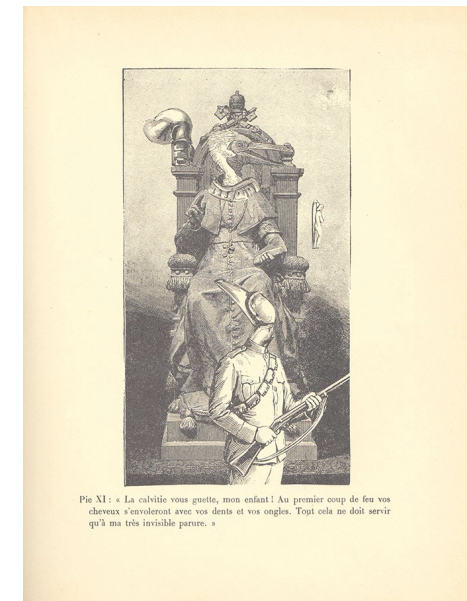 Pie XI : « La calvitie vous guette, mon enfant ! Au premier coup de feu vos
cheveux s'envoleront avec vos dents et vos ongles. Tout cela ne doit servir
qu'à ma très invisible parure. »